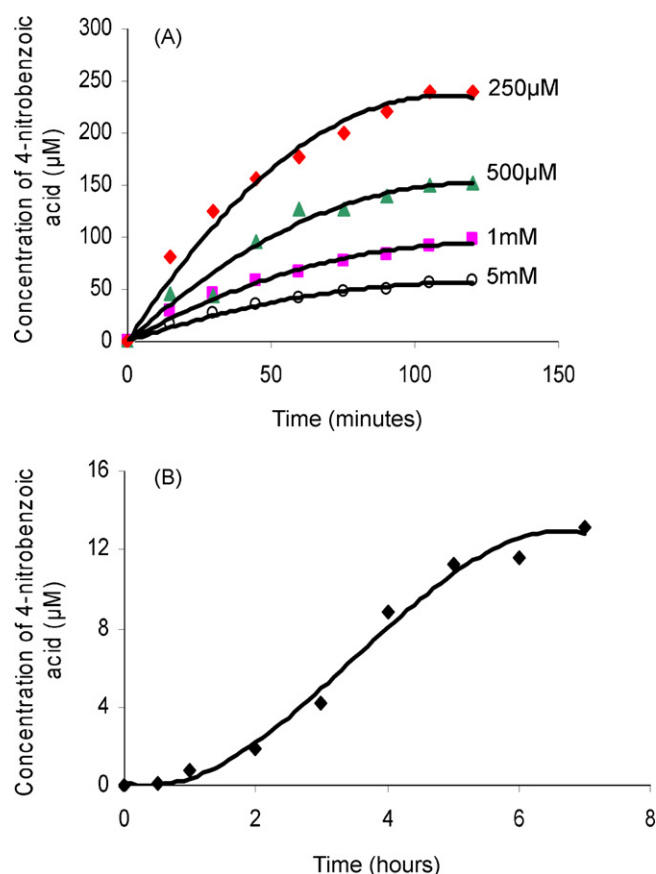 (A)
Concentration of 4-nitrobenzoic
acid (µM)
300
250
200
150
100
50
0
250µM
500µM
1mM
5mM
0 50 100 150
Time (minutes)
(B)
Concentration of 4-nitrobenzoic
acid (µM)
16
12
8
4
0
0 2 4 6 8
Time (hours)